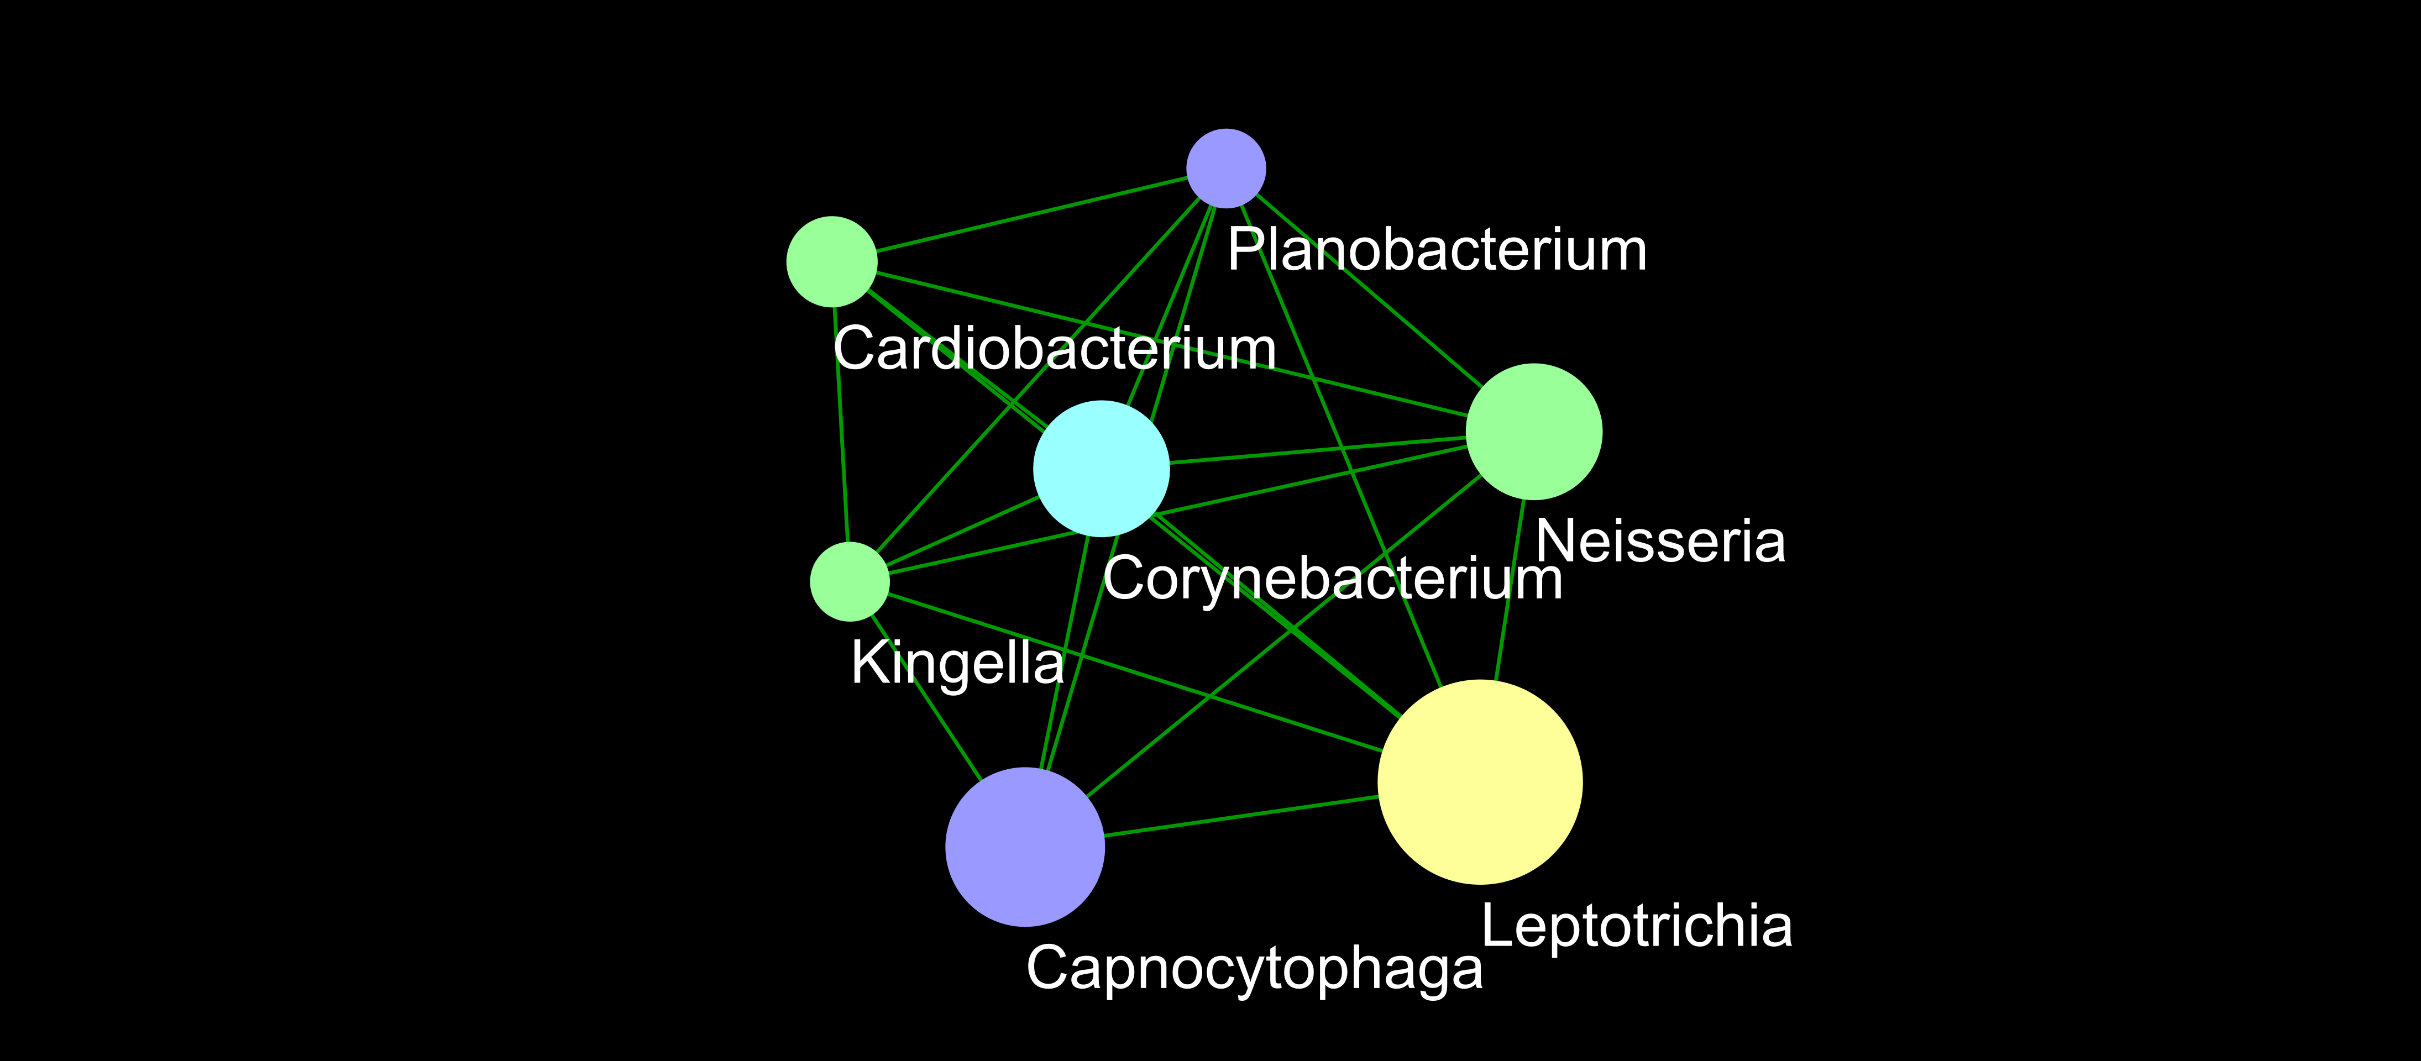 Planobacterium
Cardiobacterium
Neisseria
Corynebacterium
Kingella
Leptotrichia
Capnocytophaga